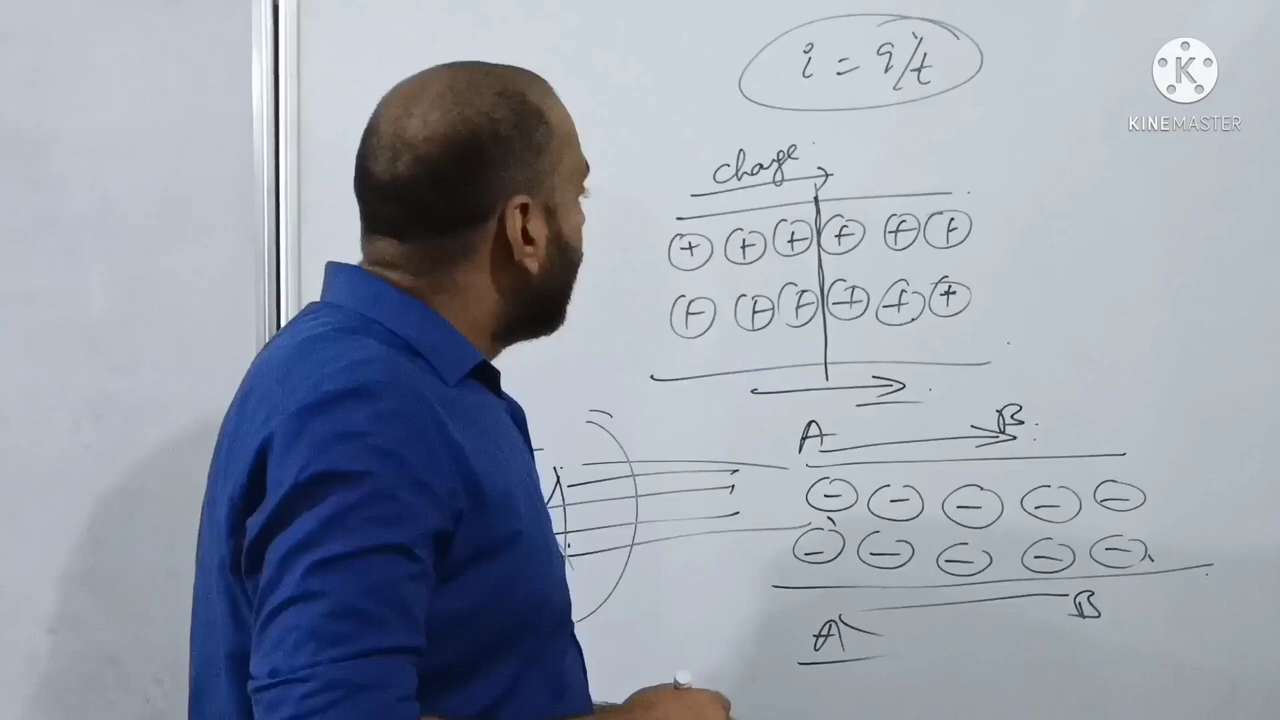 i = q/t
K
KINEMASTER
charge
+ + + + + +
+ + + + + +
A B
- - - - -
- - - - -
A B